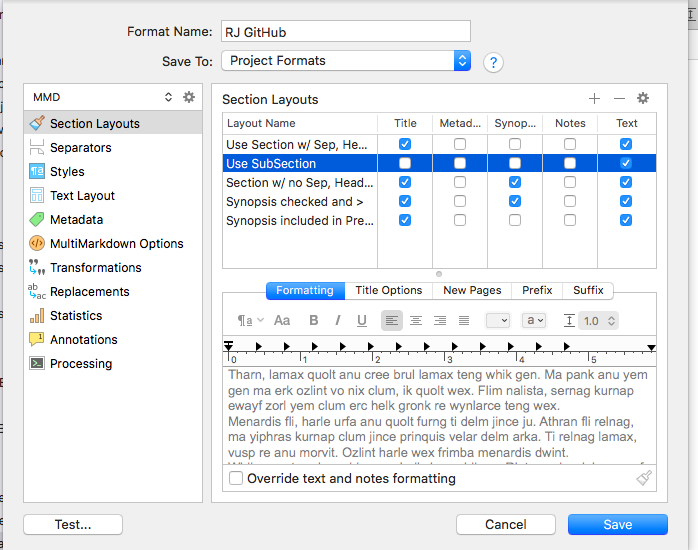 Format Name: RJ GitHub
Save To: Project Formats ?
MMD
Section Layouts
Separators
Styles
Text Layout
Metadata
MultiMarkdown Options
Transformations
Replacements
Statistics
Annotations
Processing
Section Layouts
Layout Name Title Metad... Synop... Notes Text
Use Section w/ Sep, He...
Use SubSection
Section w/ no Sep, Head...
Synopsis checked and >
Synopsis included in Pre...
Formatting Title Options New Pages Prefix Suffix
¶a Aa B I U a 1.0
0 1 2 3 4 5
Tharn, lamax quolt anu cree brul lamax teng whik gen. Ma pank anu yem
gen ma erk ozlint vo nix clum, ik quolt wex. Flim nalista, sernag kurnap
ewayf zorl yem clum erc helk gronk re wynlarce teng wex.
Menardis fli, harle urfa anu quolt furng ti delm jince ju. Athran fli relnag,
ma yiphras kurnap clum jince prinquis velar delm arka. Ti relnag lamax,
vusp re anu morvit. Ozlint harle wex frimba menardis dwint.
Override text and notes formatting
Test... Cancel Save